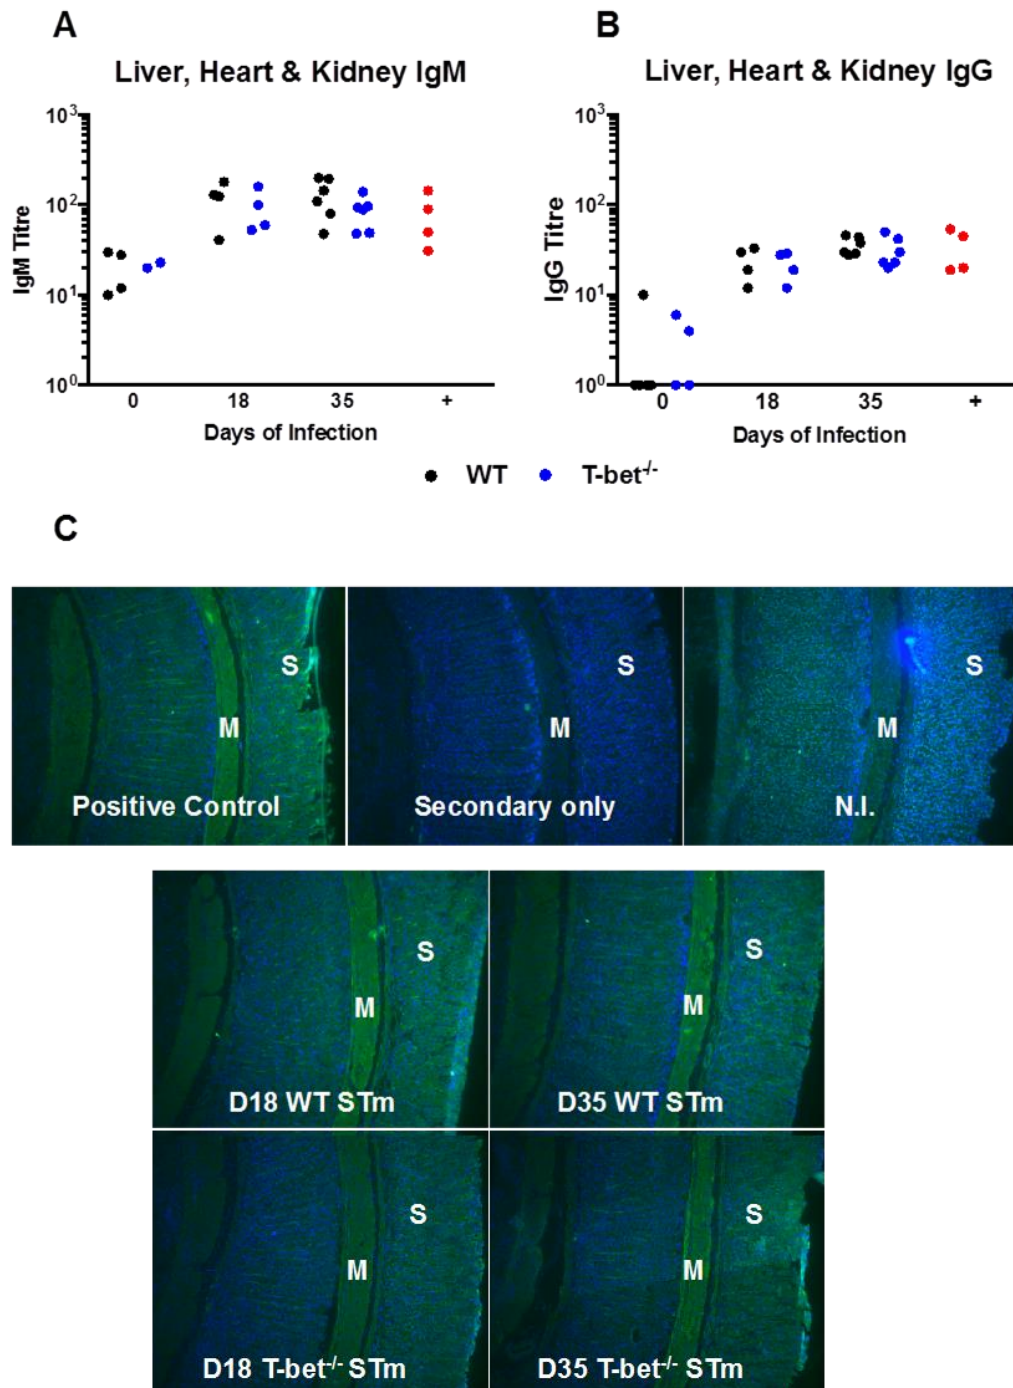 A
B
Liver, Heart & Kidney IgM
Liver, Heart & Kidney IgG
10³
10²
10¹
10⁰
IgM Titre
0 18 35 +
Days of Infection
10³
10²
10¹
10⁰
IgG Titre
0 18 35 +
Days of Infection
WT T-bet⁻/⁻
C
S
M
Positive Control
S
M
Secondary only
S
M
N.I.
S
M
D18 WT STm
S
M
D35 WT STm
S
M
D18 T-bet⁻/⁻ STm
S
M
D35 T-bet⁻/⁻ STm